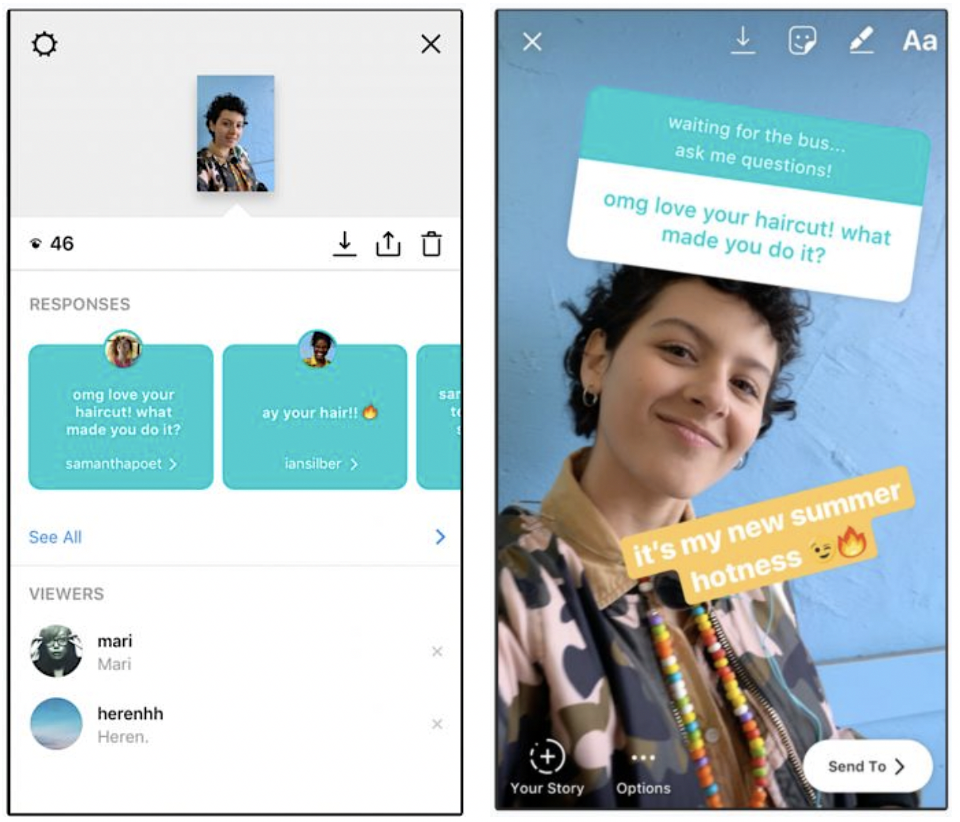 46
RESPONSES
omg love your
haircut! what
made you do it?
samanthapoet >
ay your hair!! 🔥
iansilber >
See All
VIEWERS
mari
Mari
herenhh
Heren.
Aa
waiting for the bus...
ask me questions!
omg love your haircut! what
made you do it?
it's my new summer
hotness 😉🔥
Your Story
Options
Send To >